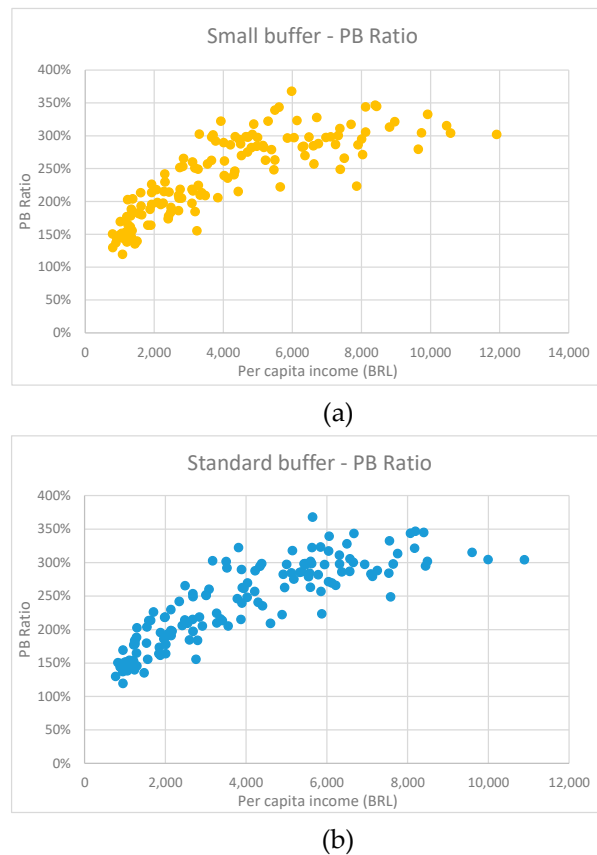 Small buffer - PB Ratio
400%
350%
300%
250%
200%
150%
100%
50%
0%
PB Ratio
0 2,000 4,000 6,000 8,000 10,000 12,000 14,000
Per capita income (BRL)
(a)
Standard buffer - PB Ratio
400%
350%
300%
250%
200%
150%
100%
50%
0%
PB Ratio
0 2,000 4,000 6,000 8,000 10,000 12,000
Per capita income (BRL)
(b)